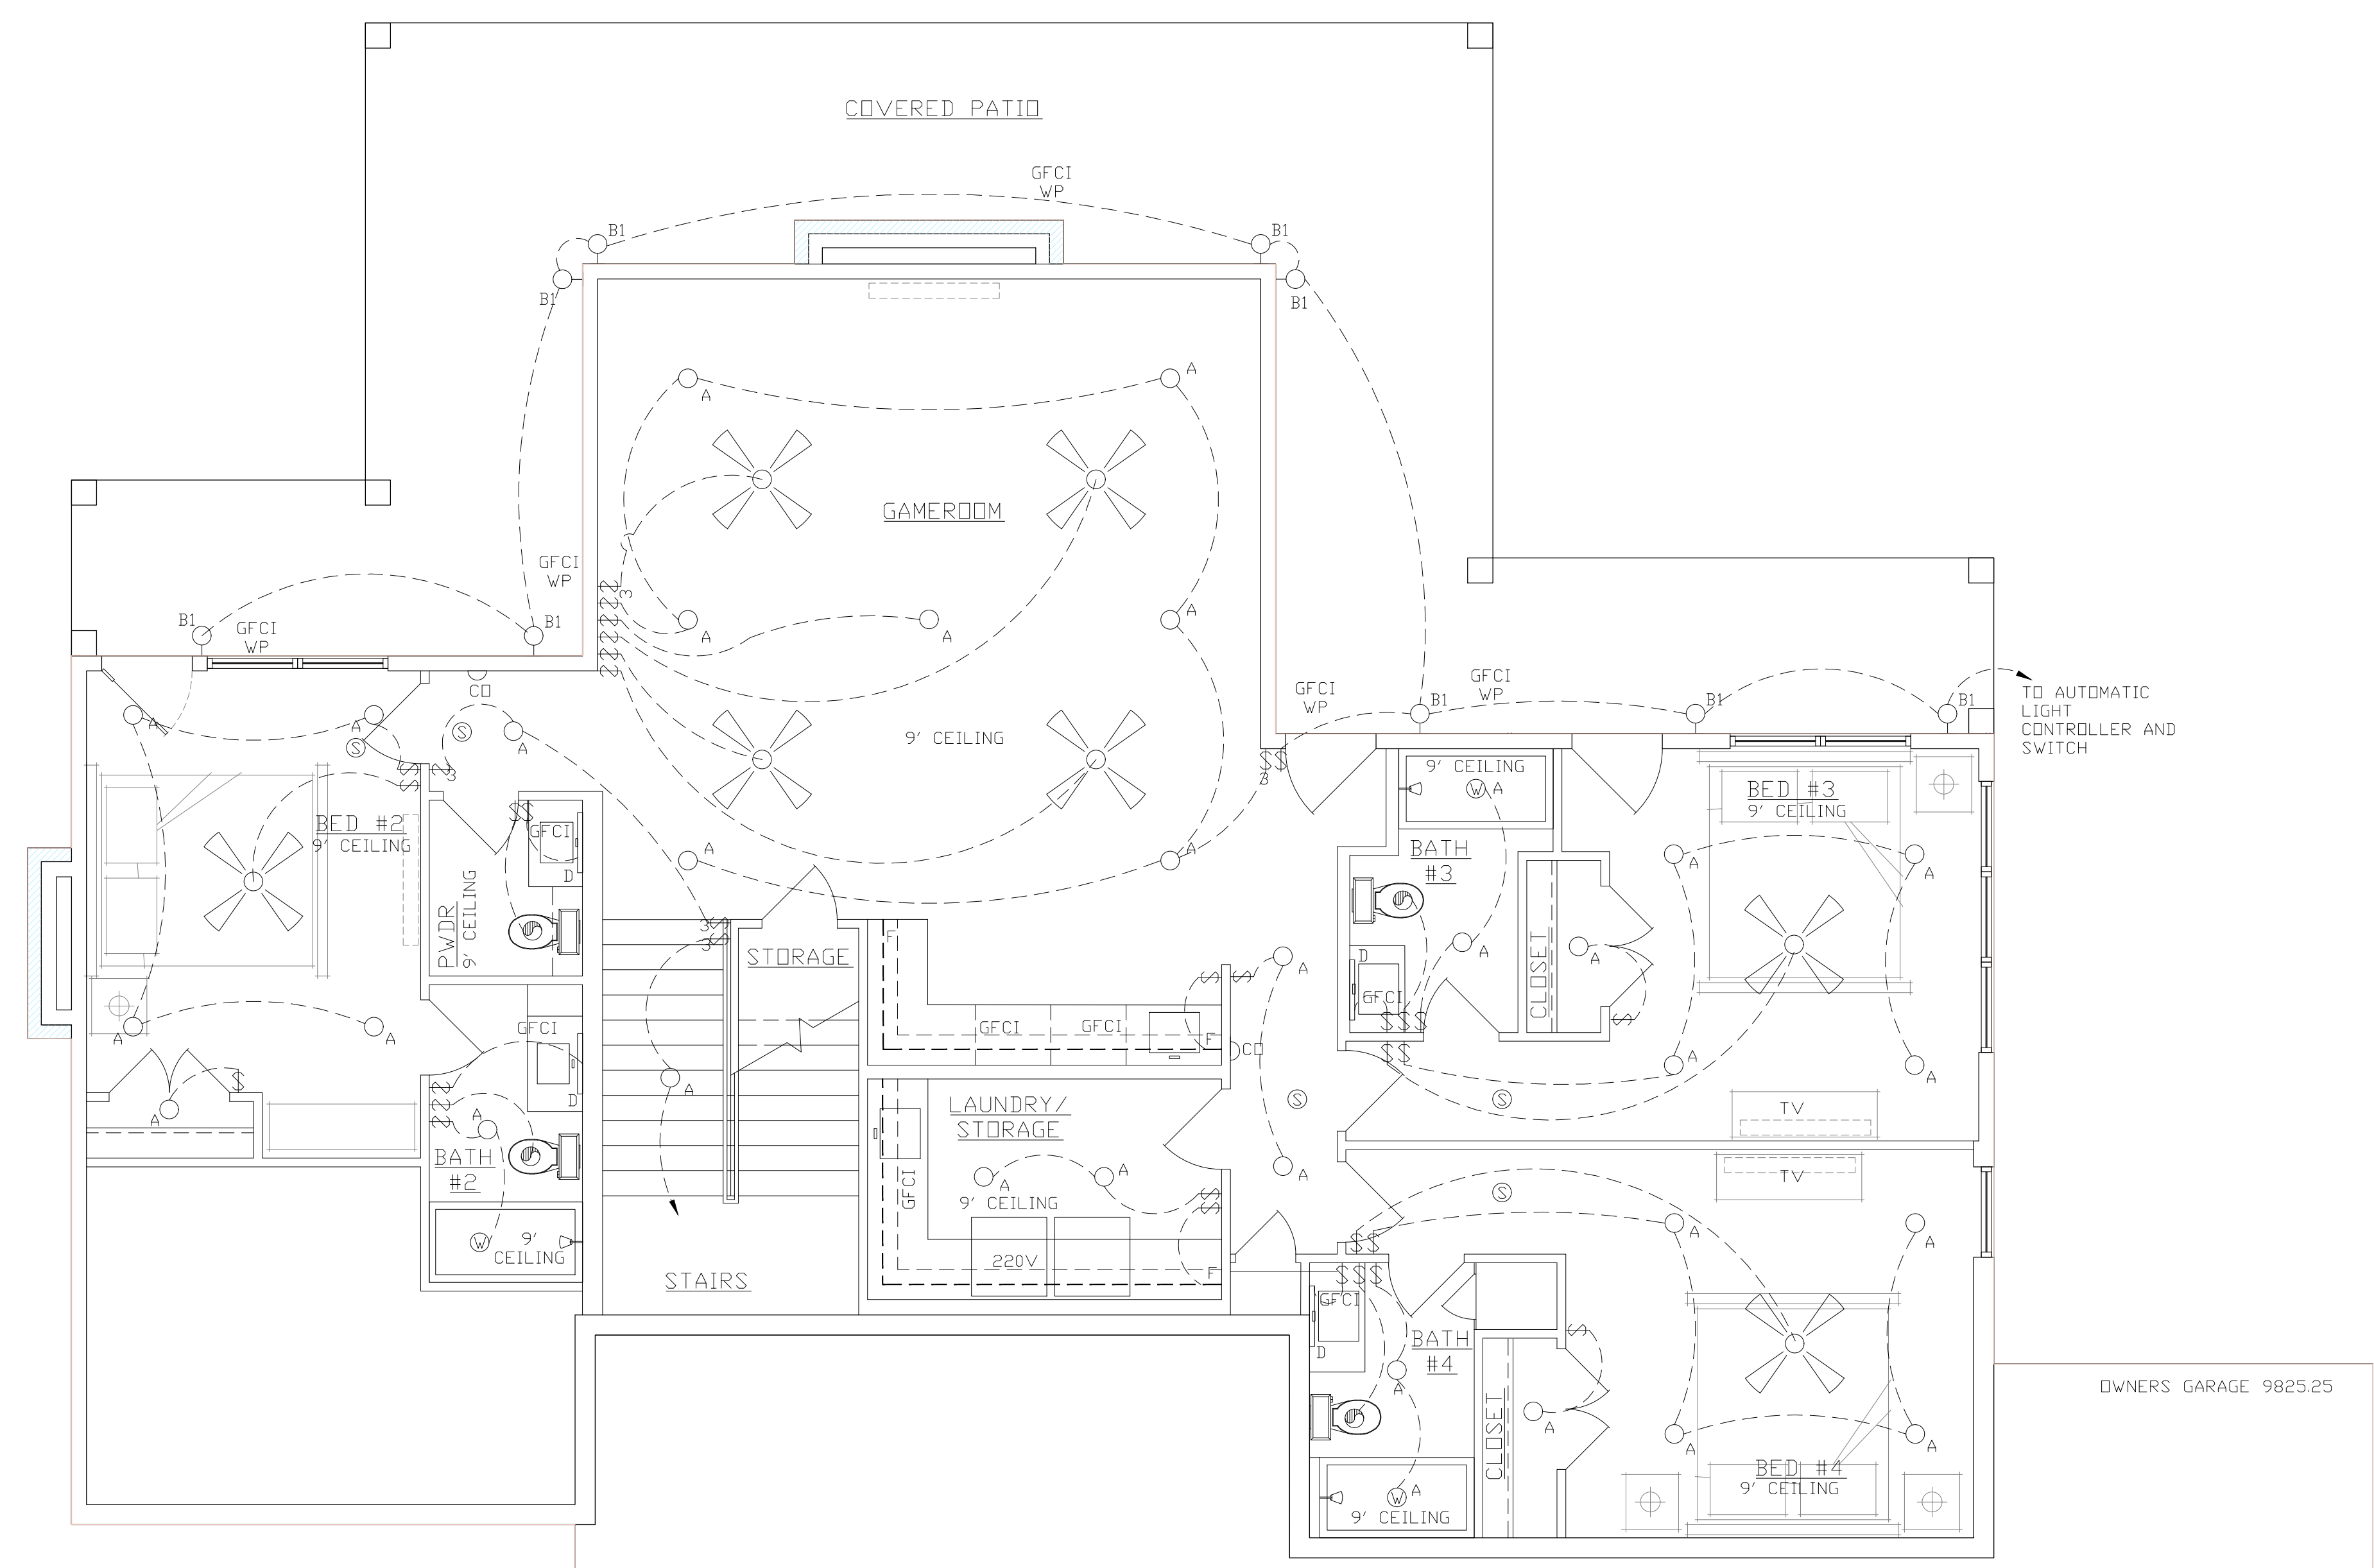 COVERED PATIO
GFCI
WP
B1
B1
B1
B1
A
A
GAMEROOM
GFCI
WP
3
A
A
A
B1
GFCI
WP
B1
CO
A
A
S
S
A
3
9' CEILING
GFCI
WP
3
B1
GFCI
WP
B1
B1
TO AUTOMATIC
LIGHT
CONTROLLER AND
SWITCH
9' CEILING
W A
BED #3
9' CEILING
BED #2
9' CEILING
GFCI
D
PWDR
9' CEILING
A
A
BATH
#3
A
A
3
3
STORAGE
F
A
D
GFCI
A
CLOSET
A
A
A
GFCI
D
GFCI
GFCI
F
CO
A
A
A
A
A
BATH
#2
W
9'
CEILING
A
STAIRS
LAUNDRY/
STORAGE
GFCI
A
A
9' CEILING
220V
F
S
A
S
TV
TV
S
A
A
GFCI
D
BATH
#4
A
W A
9' CEILING
CLOSET
A
A
A
BED #4
9' CEILING
OWNERS GARAGE 9825.25